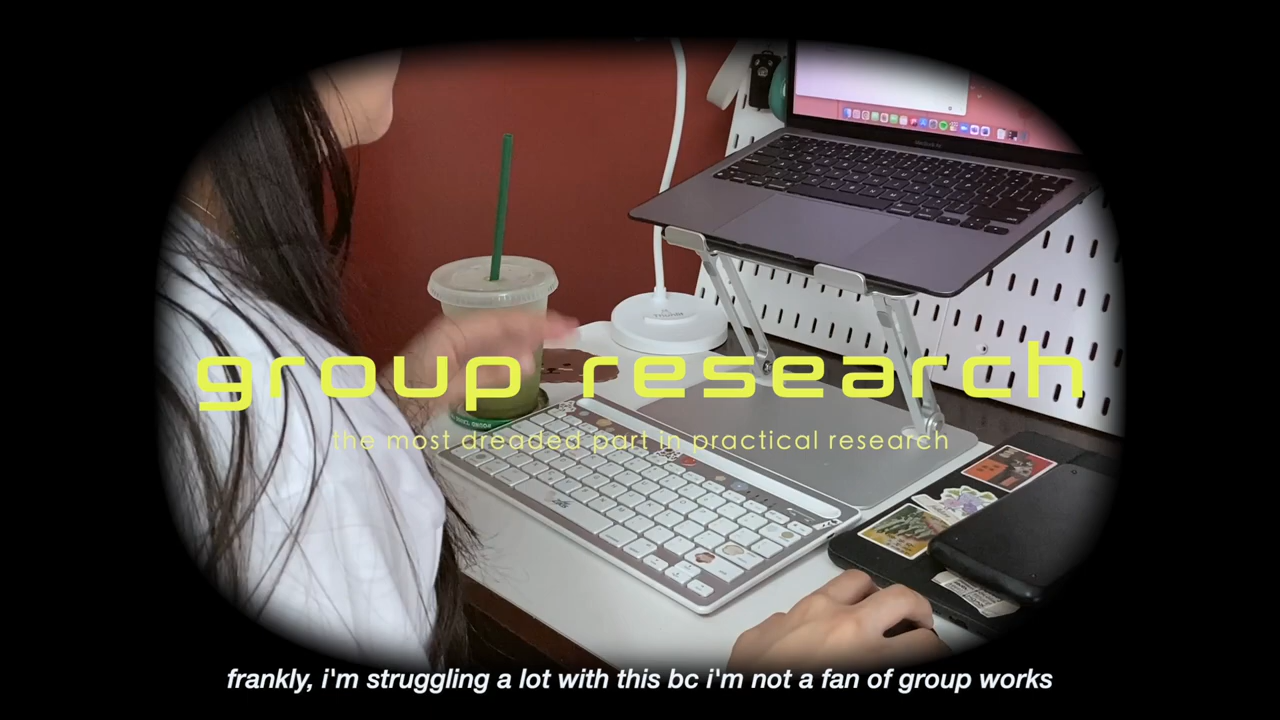 group research
the most dreaded part in practical research
frankly, i'm struggling a lot with this bc i'm not a fan of group works